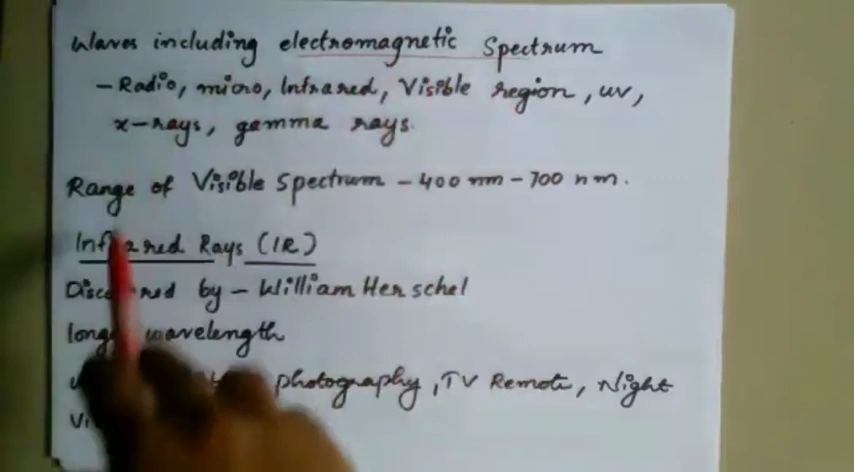 Waves including electromagnetic Spectrum
- Radio, micro, Infrared, Visible region, uv,
x-rays, gamma rays.
Range of Visible Spectrum - 400 nm - 700 nm.
Infrared Rays (IR)
by - William Herschel
wavelength
photography, TV Remote, Night